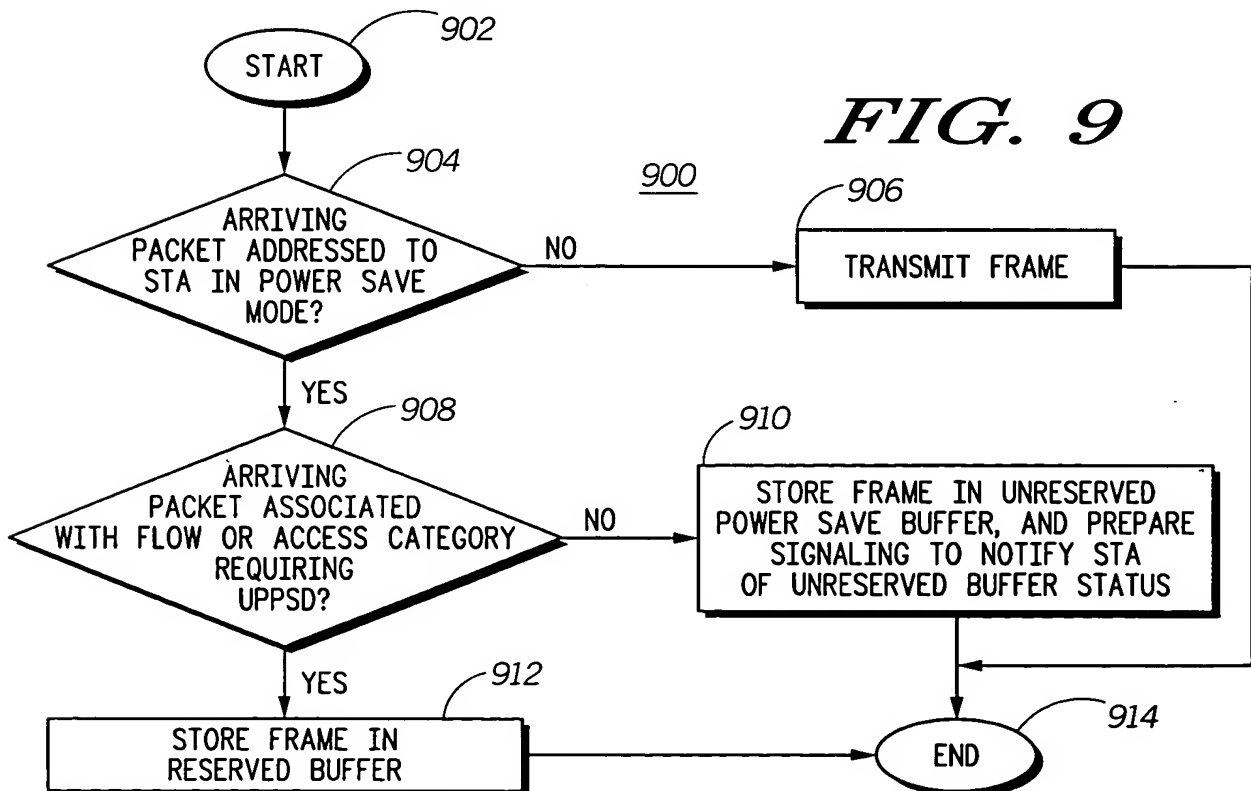 902
START
FIG. 9
904
900
906
ARRIVING
PACKET ADDRESSED TO
STA IN POWER SAVE
MODE?
NO
TRANSMIT FRAME
YES
908
910
ARRIVING
PACKET ASSOCIATED
WITH FLOW OR ACCESS CATEGORY
REQUIRING
UPPSD?
NO
STORE FRAME IN UNRESERVED
POWER SAVE BUFFER, AND PREPARE
SIGNALING TO NOTIFY STA
OF UNRESERVED BUFFER STATUS
YES
912
STORE FRAME IN
RESERVED BUFFER
914
END